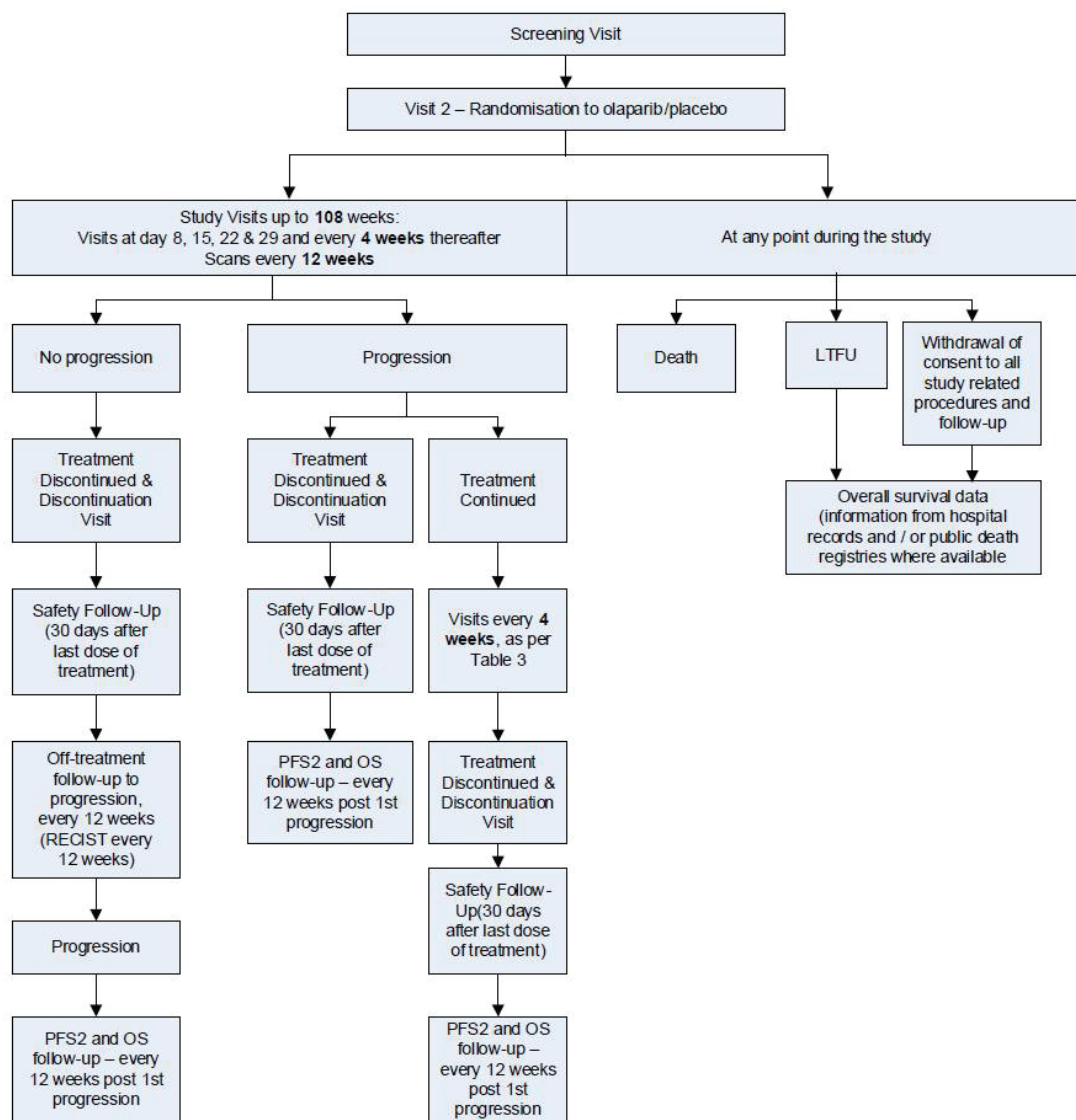 Screening Visit
Visit 2 – Randomisation to olaparib/placebo
Study Visits up to 108 weeks:
Visits at day 8, 15, 22 & 29 and every 4 weeks thereafter
Scans every 12 weeks
At any point during the study
No progression
Progression
Death
LTFU
Withdrawal of
consent to all
study related
procedures and
follow-up
Treatment
Discontinued &
Discontinuation
Visit
Treatment
Discontinued &
Discontinuation
Visit
Treatment
Continued
Overall survival data
(information from hospital
records and / or public death
registries where available
Safety Follow-Up
(30 days after
last dose of
treatment)
Safety Follow-Up
(30 days after
last dose of
treatment)
Visits every 4
weeks, as per
Table 3
Off-treatment
follow-up to
progression,
every 12 weeks
(RECIST every
12 weeks)
PFS2 and OS
follow-up – every
12 weeks post 1st
progression
Treatment
Discontinued &
Discontinuation
Visit
Progression
Safety Follow-
Up(30 days
after last dose
of treatment)
PFS2 and OS
follow-up – every
12 weeks post 1st
progression
PFS2 and OS
follow-up –
every 12 weeks
post 1st
progression